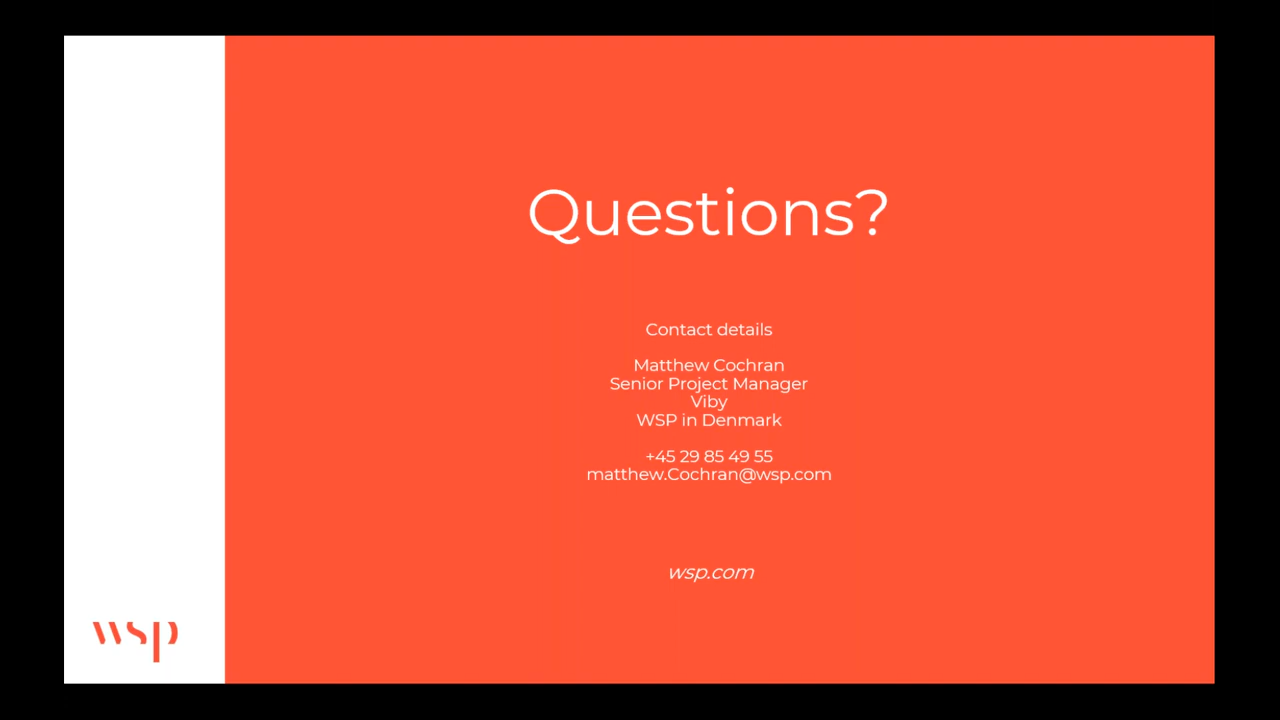 Questions?
Contact details
Matthew Cochran
Senior Project Manager
Viby
WSP in Denmark
+45 29 85 49 55
matthew.Cochran@wsp.com
wsp.com
wsp